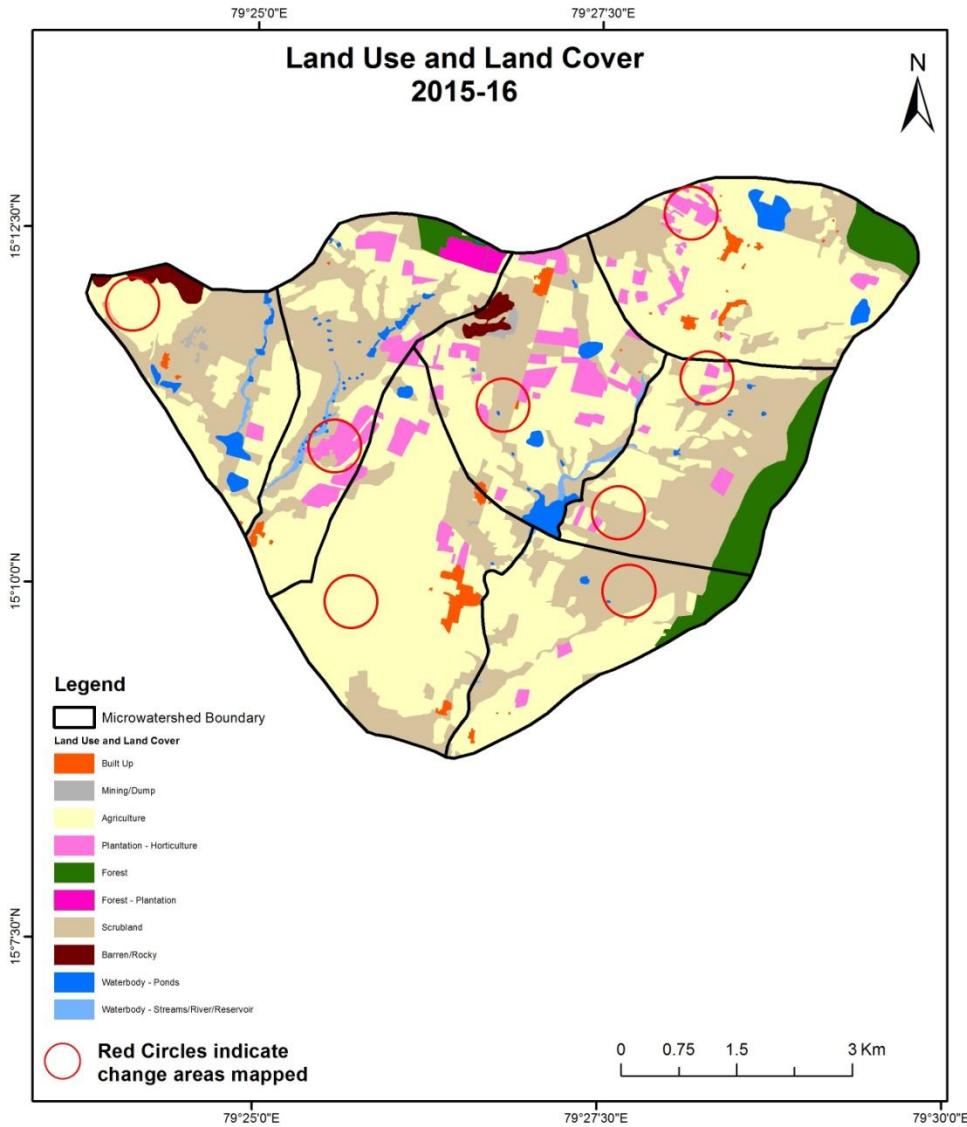 79°25'0"E
79°27'30"E
Land Use and Land Cover
2015-16
N
15°12'30"N
15°10'0"N
15°7'30"N
Legend
Microwatershed Boundary
Land Use and Land Cover
Built Up
Mining/Dump
Agriculture
Plantation - Horticulture
Forest
Forest - Plantation
Scrubland
Barren/Rocky
Waterbody - Ponds
Waterbody - Streams/River/Reservoir
Red Circles indicate
change areas mapped
0 0.75 1.5 3 Km
79°25'0"E
79°27'30"E
79°30'0"E